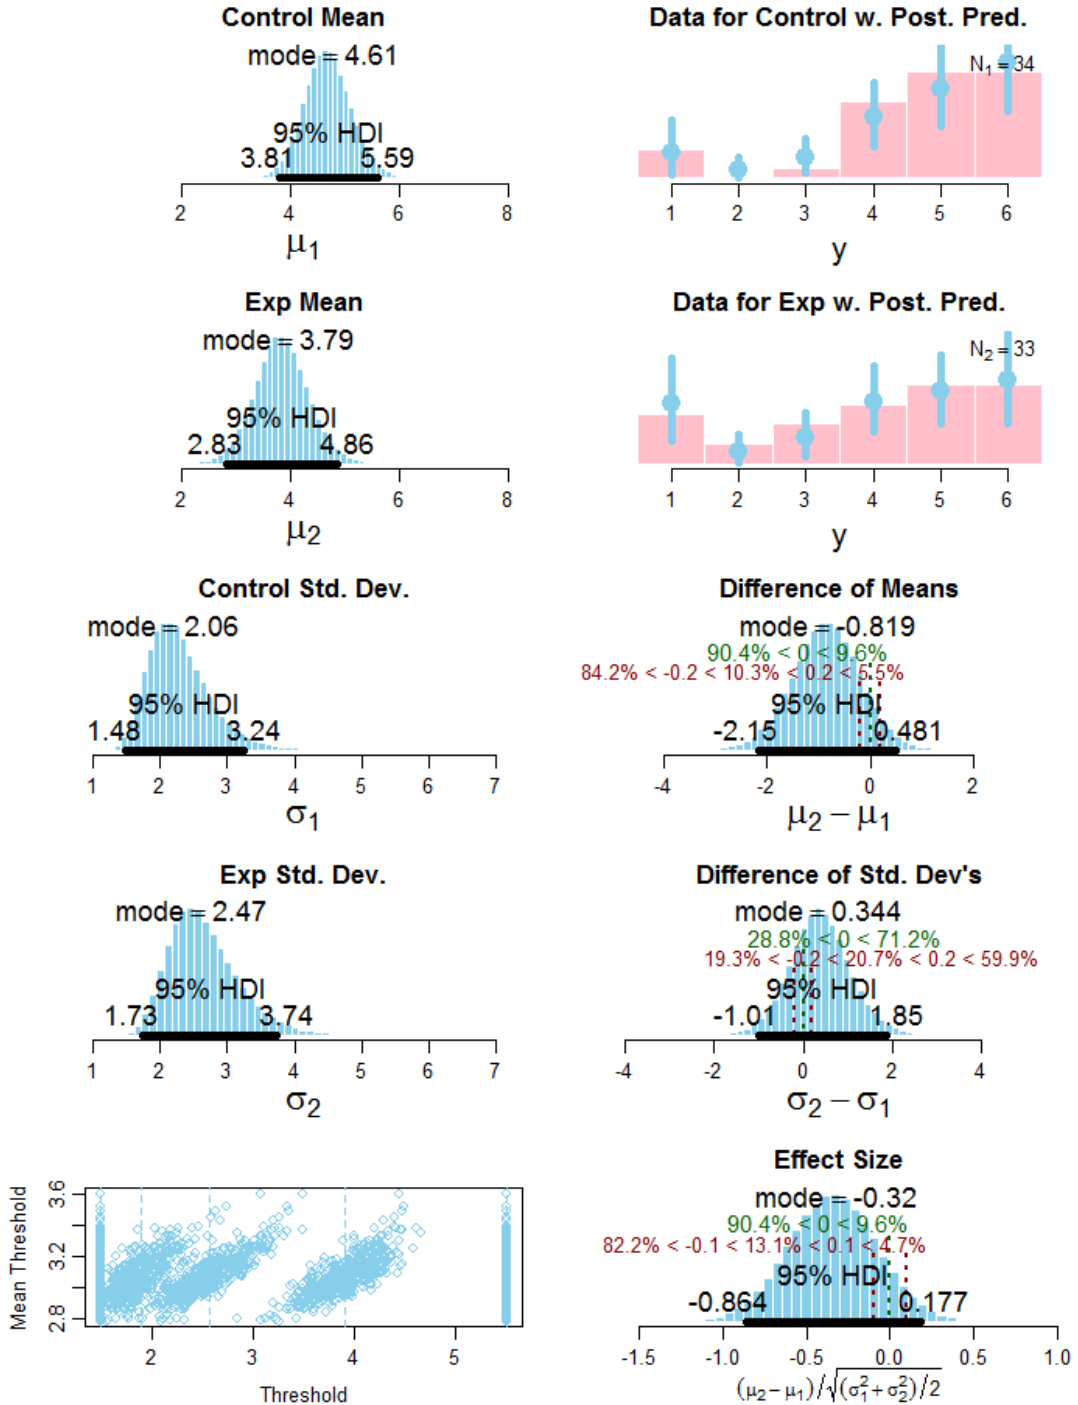 Control Mean
mode = 4.61
95% HDI
3.81 5.59
2 4 6 8
μ1
Data for Control w. Post. Pred.
N1 = 34
1 2 3 4 5 6
y
Exp Mean
mode = 3.79
95% HDI
2.83 4.86
2 4 6 8
μ2
Data for Exp w. Post. Pred.
N2 = 33
1 2 3 4 5 6
y
Control Std. Dev.
mode = 2.06
95% HDI
1.48 3.24
1 2 3 4 5 6 7
σ1
Difference of Means
mode = -0.819
90.4% < 0 < 9.6%
84.2% < -0.2 < 10.3% < 0.2 < 5.5%
95% HDI
-2.15 0.481
-4 -2 0 2
μ2 − μ1
Exp Std. Dev.
mode = 2.47
95% HDI
1.73 3.74
1 2 3 4 5 6 7
σ2
Difference of Std. Dev's
mode = 0.344
28.8% < 0 < 71.2%
19.3% < -0.2 < 20.7% < 0.2 < 59.9%
95% HDI
-1.01 1.85
-4 -2 0 2 4
σ2 − σ1
Mean Threshold
3.6
3.2
2.8
2 3 4 5
Threshold
Effect Size
mode = -0.32
90.4% < 0 < 9.6%
82.2% < -0.1 < 13.1% < 0.1 < 4.7%
95% HDI
-0.864 0.177
-1.5 -1.0 -0.5 0.0 0.5 1.0
(μ2 − μ1)/√(σ1²+σ2²)/2